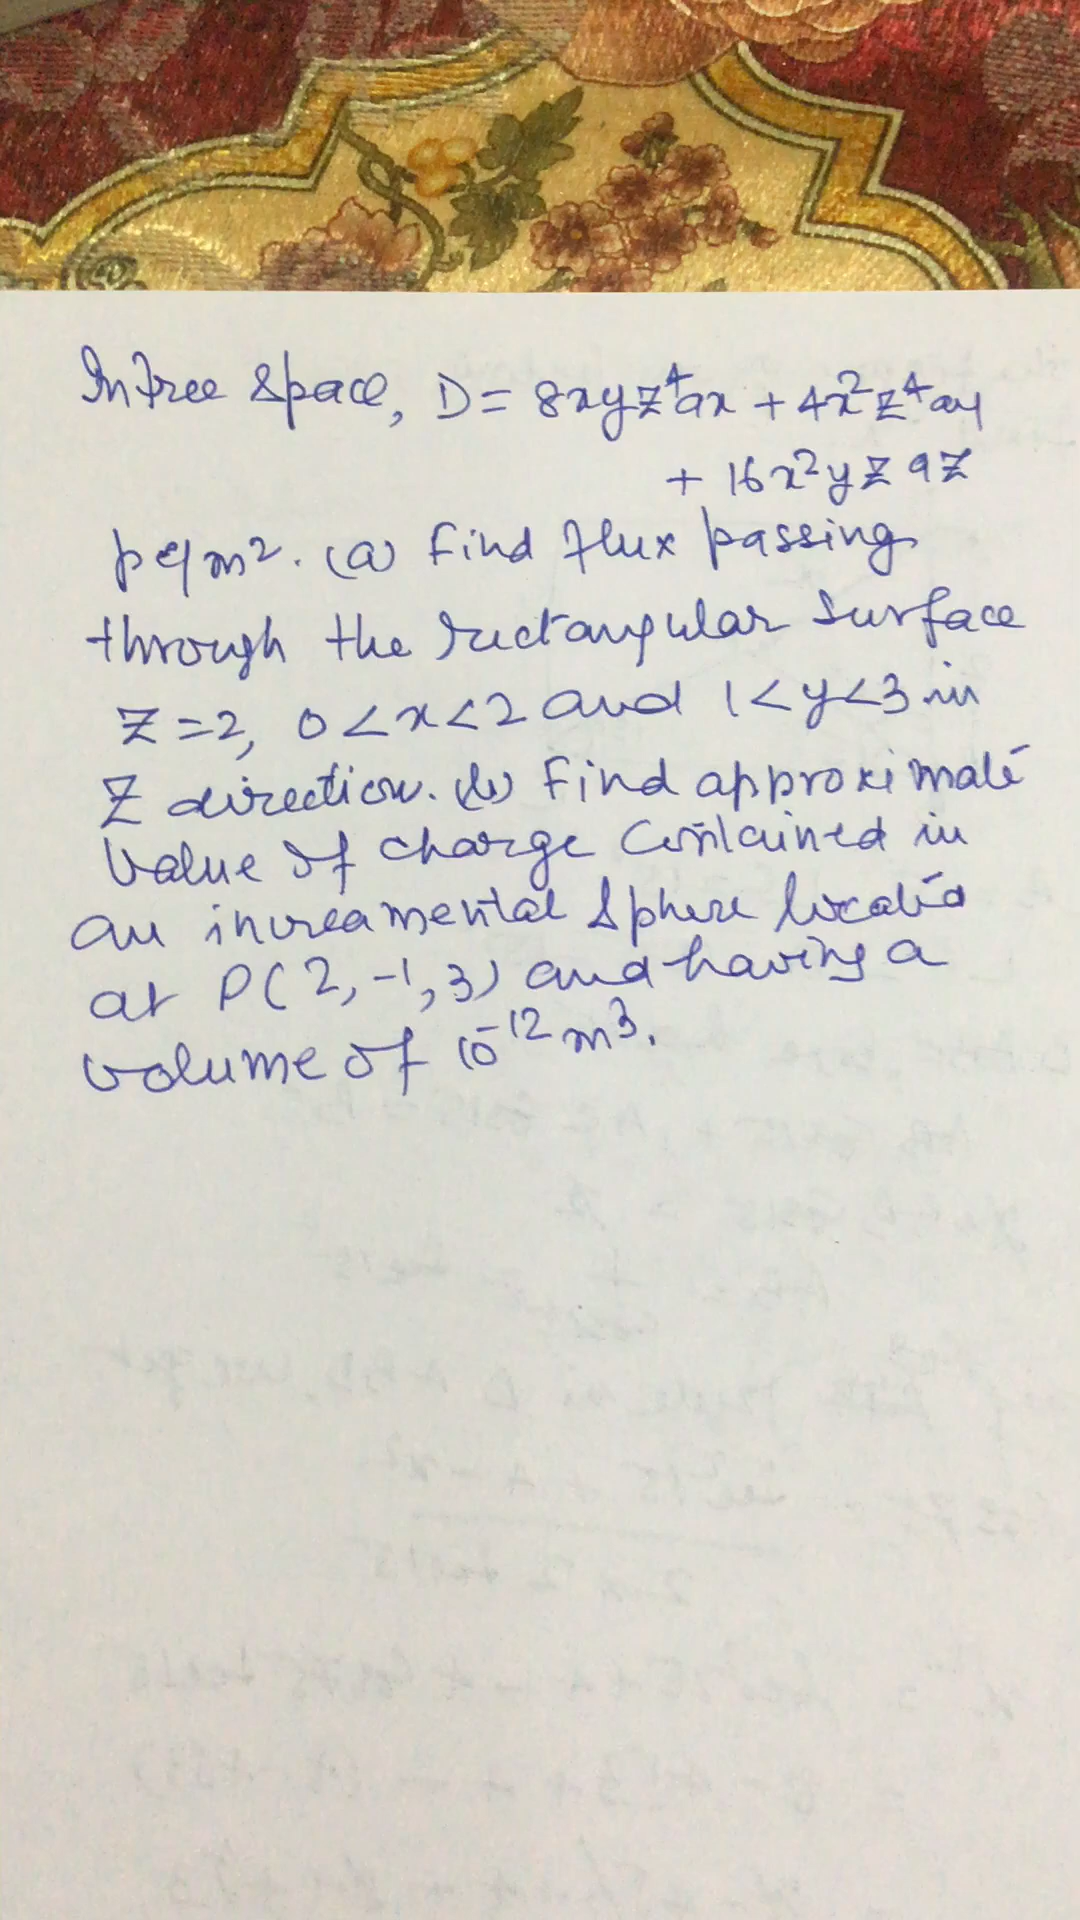 In free space, D = 8xyz⁴ax + 4x²z⁴ay
+ 16x²yz az
pc/m². (a) Find flux passing
through the rectangular surface
z = 2, 0 < x < 2 and 1 < y < 3 in
z direction. (b) Find approximate
value of charge contained in
an increamental sphere located
at P(2, -1, 3) and having a
volume of 10⁻¹² m³.